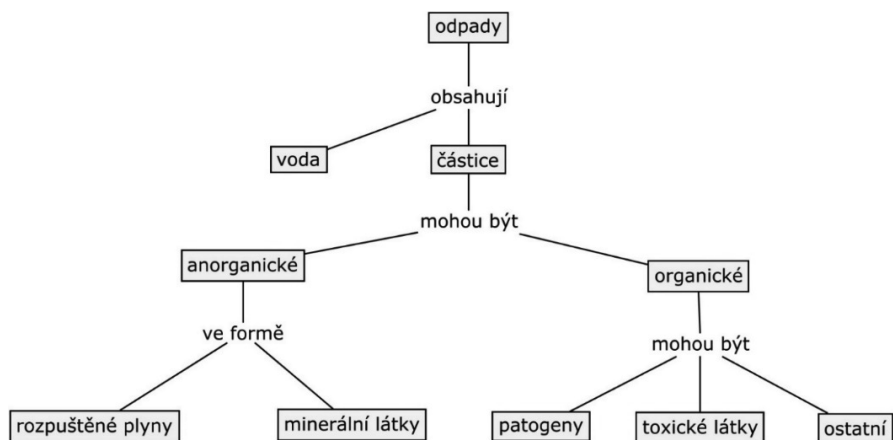 odpady
obsahují
voda
částice
mohou být
anorganické
organické
ve formě
mohou být
rozpuštěné plyny
minerální látky
patogeny
toxické látky
ostatní